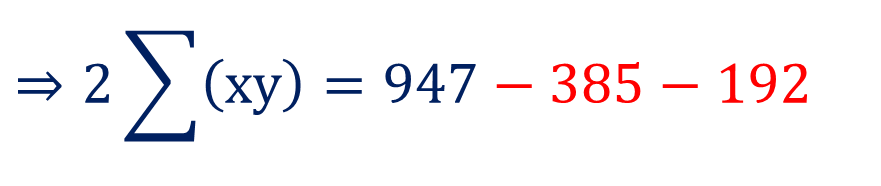 ⇒ 2 ∑(xy) = 947 − 385 − 192